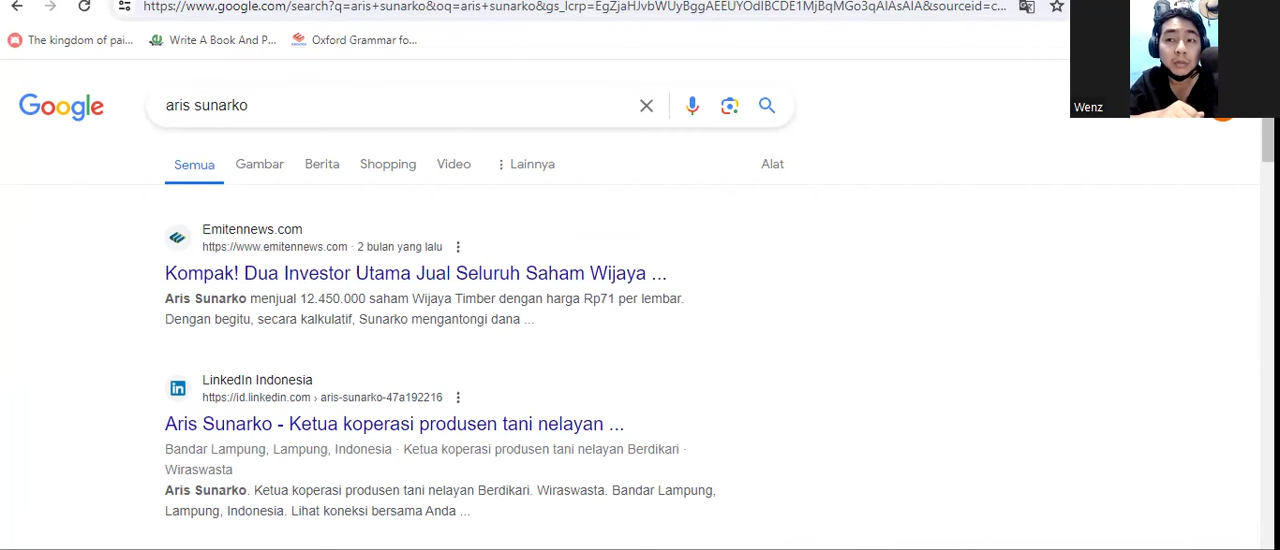 https://www.google.com/search?q=aris+sunarko&oq=aris+sunarko&gs_lcrp=EgZjaHJvbWUyBggAEEUYOdIBCDE1MjBqMGo3qAIAsAIA&sourceid=c...
The kingdom of pai...
Write A Book And P...
Oxford Grammar fo...
Wenz
Google
aris sunarko
Semua
Gambar
Berita
Shopping
Video
Lainnya
Alat
Emitennews.com
https://www.emitennews.com · 2 bulan yang lalu
Kompak! Dua Investor Utama Jual Seluruh Saham Wijaya ...
Aris Sunarko menjual 12.450.000 saham Wijaya Timber dengan harga Rp71 per lembar.
Dengan begitu, secara kalkulatif, Sunarko mengantongi dana ...
LinkedIn Indonesia
https://id.linkedin.com › aris-sunarko-47a192216
Aris Sunarko - Ketua koperasi produsen tani nelayan ...
Bandar Lampung, Lampung, Indonesia · Ketua koperasi produsen tani nelayan Berdikari ·
Wiraswasta
Aris Sunarko. Ketua koperasi produsen tani nelayan Berdikari. Wiraswasta. Bandar Lampung,
Lampung, Indonesia. Lihat koneksi bersama Anda ...